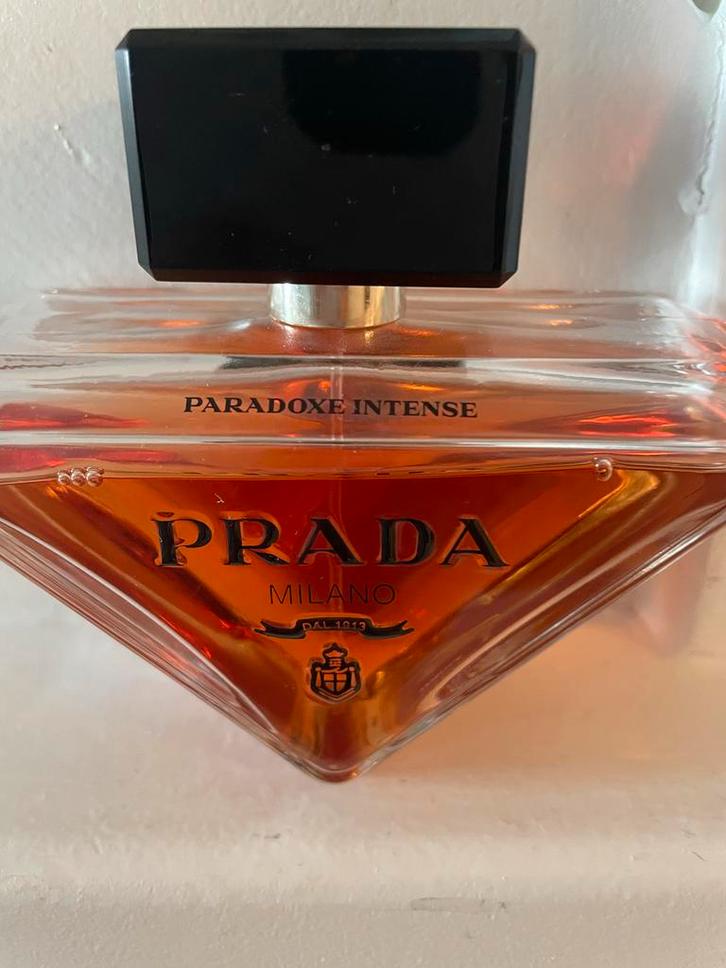 PARADOXE INTENSE
PRADA
MILANO
DAL 1913